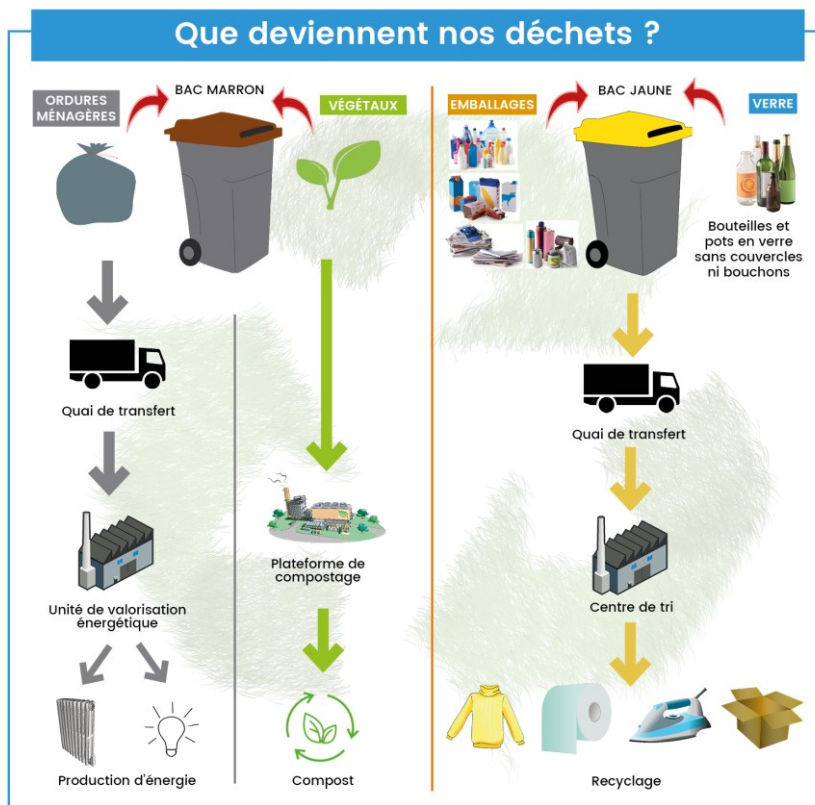 Que deviennent nos déchets ?
BAC MARRON
ORDURES
MÉNAGÈRES
VÉGÉTAUX
EMBALLAGES
BAC JAUNE
VERRE
Bouteilles et
pots en verre
sans couvercles
ni bouchons
Quai de transfert
Quai de transfert
Plateforme de
compostage
Unité de valorisation
énergétique
Centre de tri
Production d'énergie
Compost
Recyclage